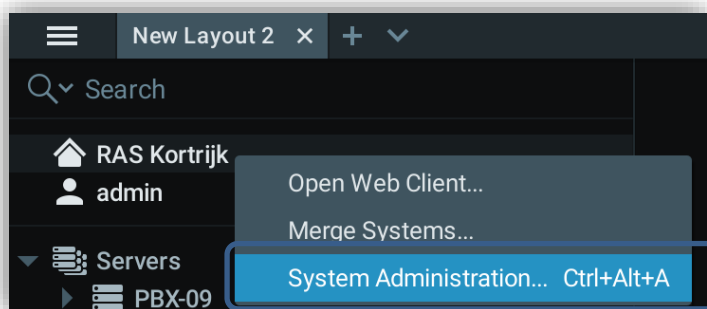 New Layout 2
Search
RAS Kortrijk
admin
Open Web Client...
Merge Systems...
Servers
System Administration... Ctrl+Alt+A
PBX-09